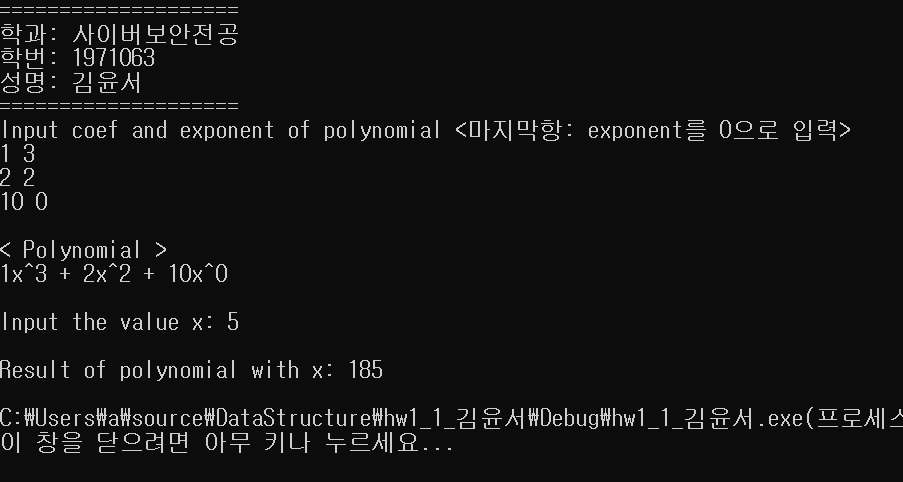 ====================
학과: 사이버보안전공
학번: 1971063
성명: 김윤서
====================
Input coef and exponent of polynomial <마지막항: exponent를 0으로 입력>
1 3
2 2
10 0
< Polynomial >
1x^3 + 2x^2 + 10x^0
Input the value x: 5
Result of polynomial with x: 185
C:₩Users₩a₩source₩DataStructure₩hw1_1_김윤서₩Debug₩hw1_1_김윤서.exe(프로세스
이 창을 닫으려면 아무 키나 누르세요...